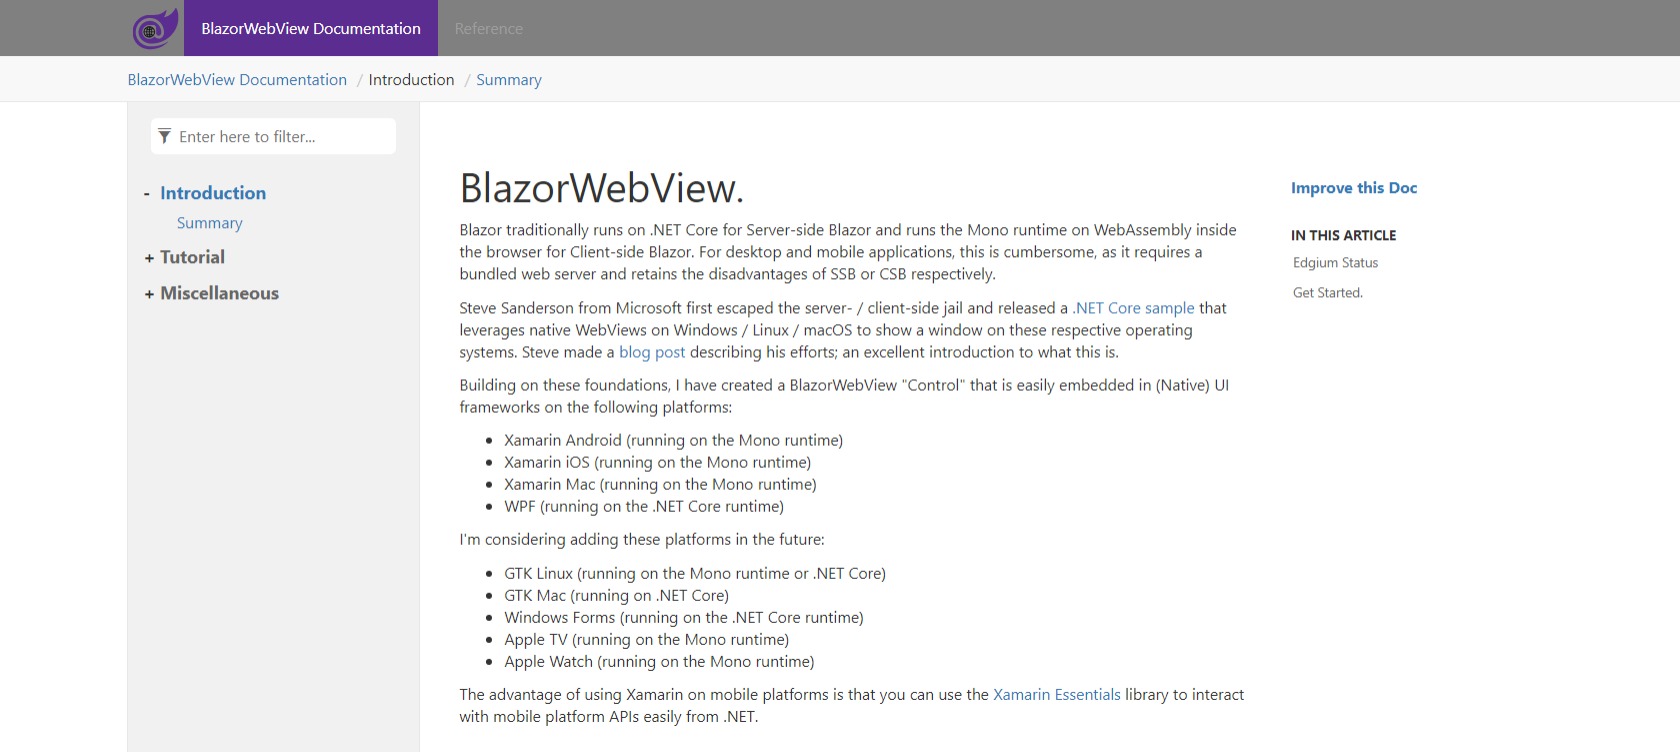 BlazorWebView Documentation
Reference
BlazorWebView Documentation / Introduction / Summary
Enter here to filter...
- Introduction
Summary
+ Tutorial
+ Miscellaneous
BlazorWebView.
Blazor traditionally runs on .NET Core for Server-side Blazor and runs the Mono runtime on WebAssembly inside
the browser for Client-side Blazor. For desktop and mobile applications, this is cumbersome, as it requires a
bundled web server and retains the disadvantages of SSB or CSB respectively.
Steve Sanderson from Microsoft first escaped the server- / client-side jail and released a .NET Core sample that
leverages native WebViews on Windows / Linux / macOS to show a window on these respective operating
systems. Steve made a blog post describing his efforts; an excellent introduction to what this is.
Building on these foundations, I have created a BlazorWebView "Control" that is easily embedded in (Native) UI
frameworks on the following platforms:
• Xamarin Android (running on the Mono runtime)
• Xamarin iOS (running on the Mono runtime)
• Xamarin Mac (running on the Mono runtime)
• WPF (running on the .NET Core runtime)
I'm considering adding these platforms in the future:
• GTK Linux (running on the Mono runtime or .NET Core)
• GTK Mac (running on .NET Core)
• Windows Forms (running on the .NET Core runtime)
• Apple TV (running on the Mono runtime)
• Apple Watch (running on the Mono runtime)
The advantage of using Xamarin on mobile platforms is that you can use the Xamarin Essentials library to interact
with mobile platform APIs easily from .NET.
Improve this Doc
IN THIS ARTICLE
Edgium Status
Get Started.